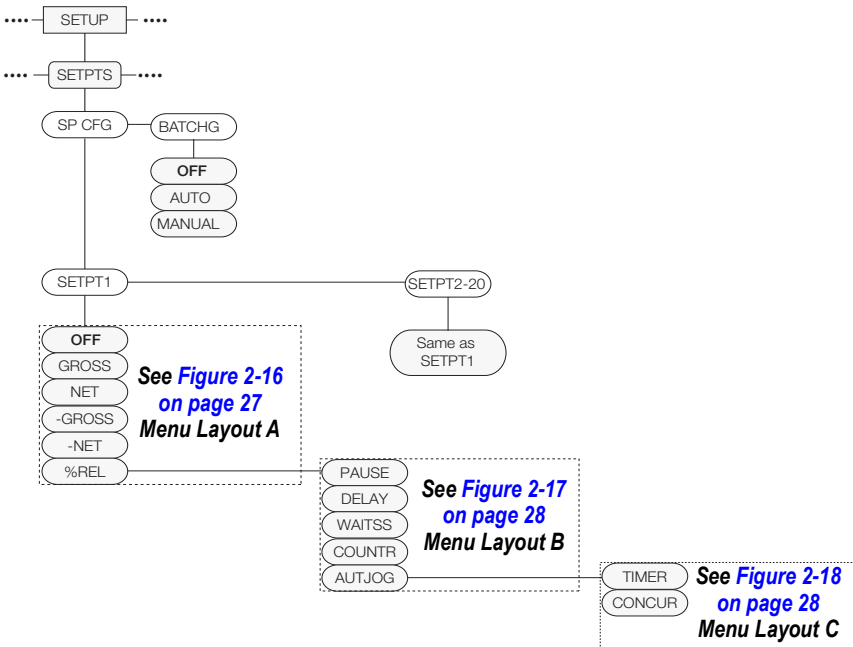 SETUP
SETPTS
SP CFG
BATCHG
OFF
AUTO
MANUAL
SETPT1
SETPT2-20
Same as
SETPT1
OFF
GROSS
NET
-GROSS
-NET
%REL
See Figure 2-16
on page 27
Menu Layout A
PAUSE
DELAY
WAITSS
COUNTR
AUTJOG
See Figure 2-17
on page 28
Menu Layout B
TIMER
CONCUR
See Figure 2-18
on page 28
Menu Layout C